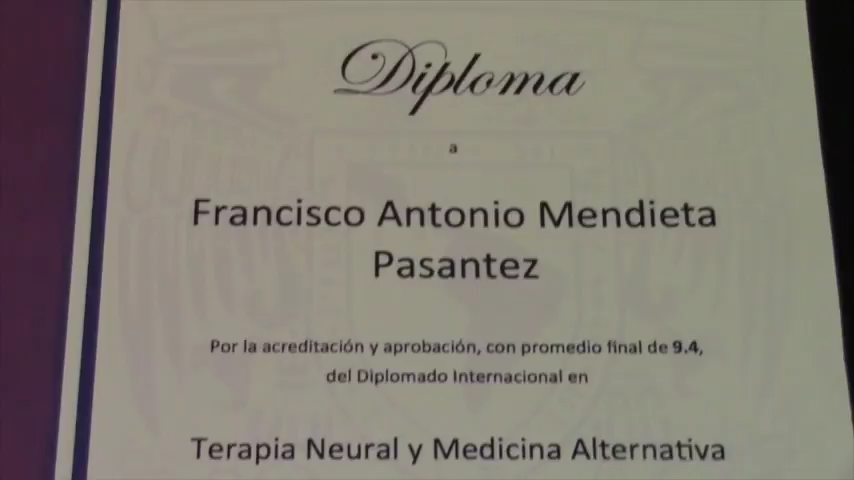 Diploma
a
Francisco Antonio Mendieta
Pasantez
Por la acreditación y aprobación, con promedio final de 9.4,
del Diplomado Internacional en
Terapia Neural y Medicina Alternativa